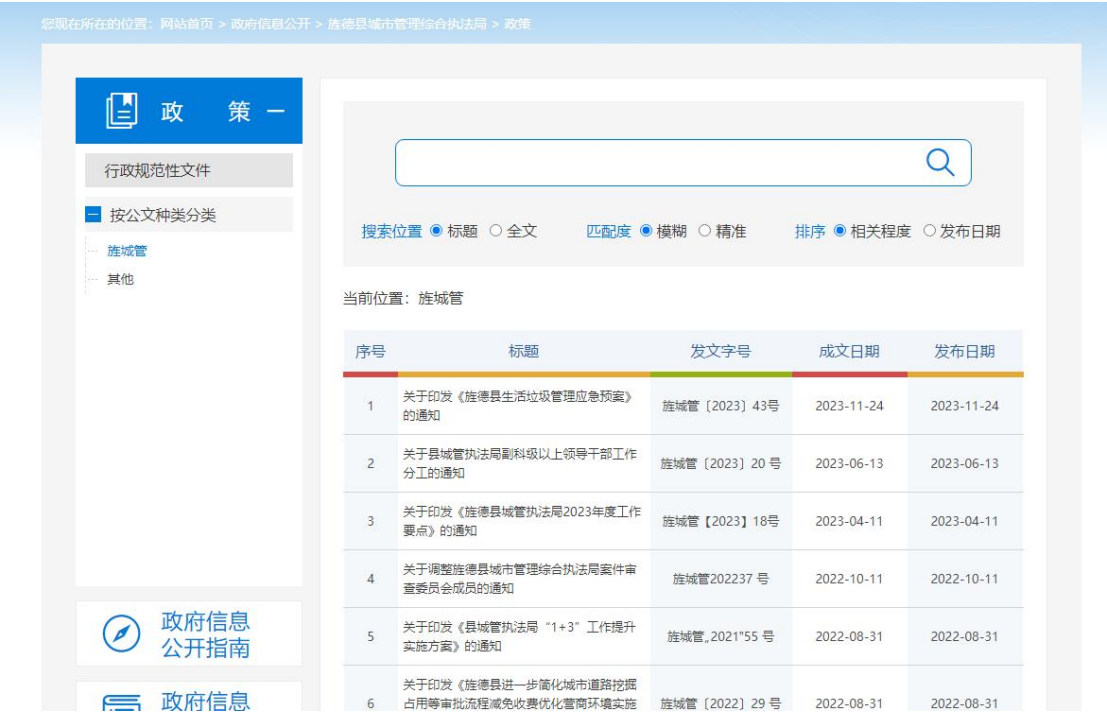 您现在所在的位置：网站首页 > 政府信息公开 > 旌德县城市管理综合执法局 > 政策
政 策
行政规范性文件
按公文种类分类
旌城管
其他
政府信息
公开指南
政府信息
搜索位置 标题 全文 匹配度 模糊 精准 排序 相关程度 发布日期
当前位置：旌城管
序号 标题 发文字号 成文日期 发布日期
1 关于印发《旌德县生活垃圾管理应急预案》
的通知 旌城管〔2023〕43号 2023-11-24 2023-11-24
2 关于县城管执法局副科级以上领导干部工作
分工的通知 旌城管〔2023〕20 号 2023-06-13 2023-06-13
3 关于印发《旌德县城管执法局2023年度工作
要点》的通知 旌城管【2023】18号 2023-04-11 2023-04-11
4 关于调整旌德县城市管理综合执法局案件审
查委员会成员的通知 旌城管202237 号 2022-10-11 2022-10-11
5 关于印发《县城管执法局“1+3”工作提升
实施方案》的通知 旌城管„2021‟55 号 2022-08-31 2022-08-31
6 关于印发《旌德县进一步简化城市道路挖掘
占用等审批流程减免收费优化营商环境实施 旌城管〔2022〕29 号 2022-08-31 2022-08-31